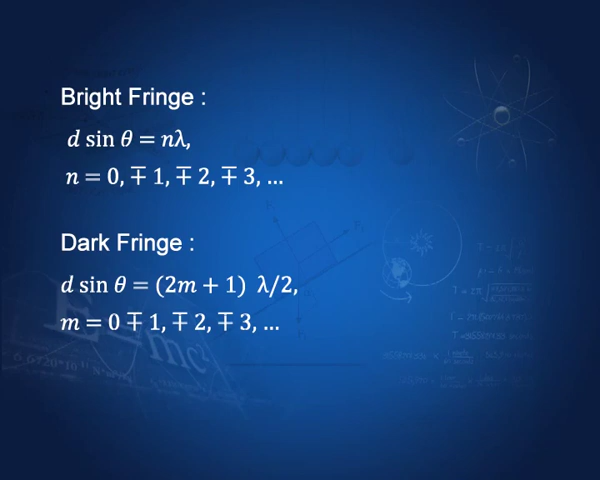 Bright Fringe :
d sin θ = nλ,
n = 0, ∓ 1, ∓ 2, ∓ 3, ...
Dark Fringe :
d sin θ = (2m + 1) λ/2,
m = 0 ∓ 1, ∓ 2, ∓ 3, ...